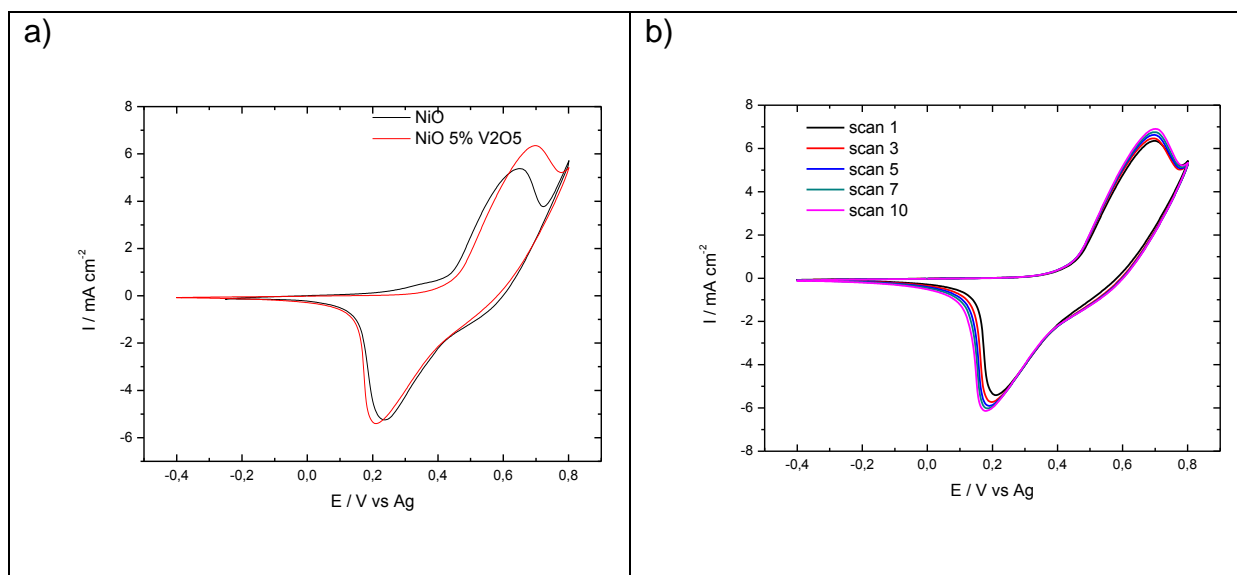 a)
NiO
NiO 5% V2O5
8
6
4
2
0
-2
-4
-6
I / mA cm-2
-0,4 -0,2 0,0 0,2 0,4 0,6 0,8
E / V vs Ag
b)
scan 1
scan 3
scan 5
scan 7
scan 10
8
6
4
2
0
-2
-4
-6
-8
I / mA cm-2
-0,4 -0,2 0,0 0,2 0,4 0,6 0,8
E / V vs Ag